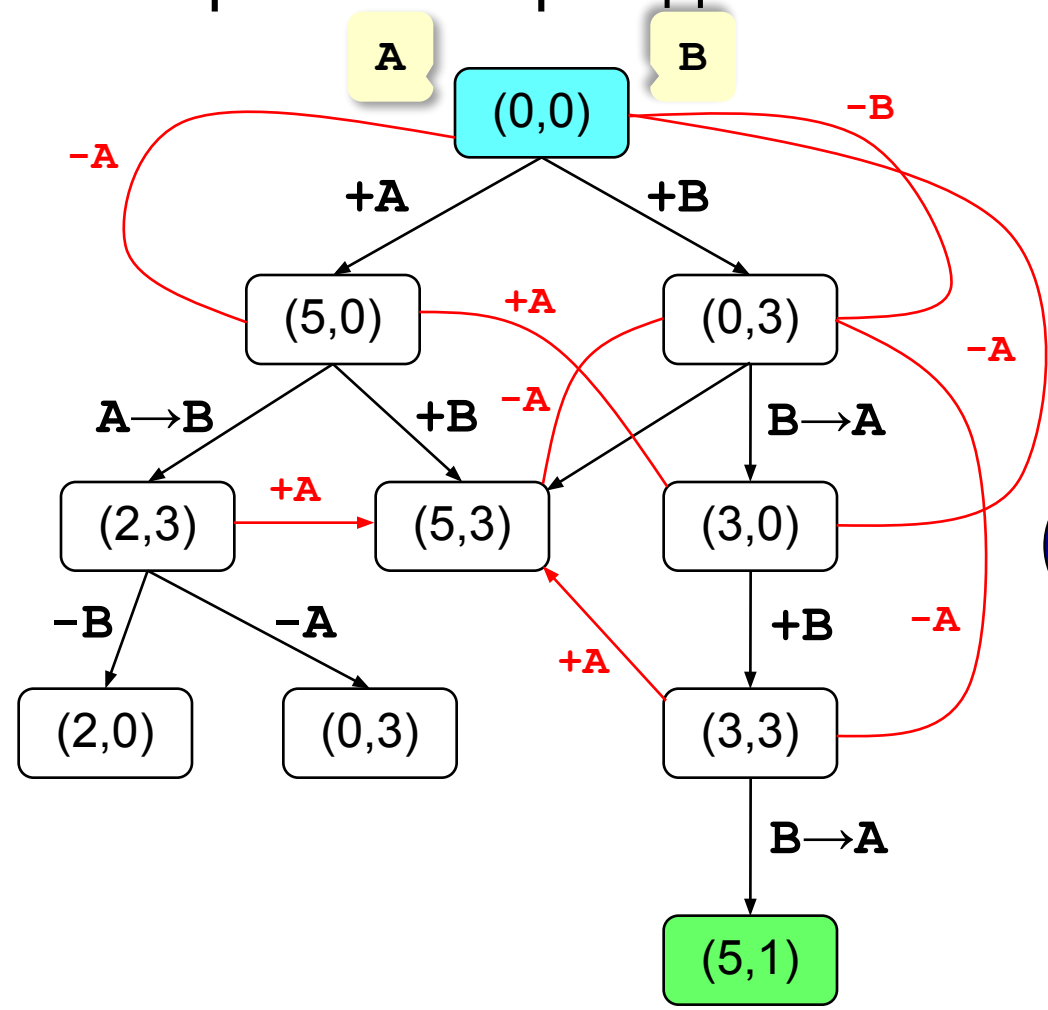 A
B
(0,0)
-B
-A
+A
+B
(5,0)
+A
(0,3)
-A
A→B
+B
-A
B→A
(2,3)
+A
(5,3)
(3,0)
-B
-A
+B
-A
+A
(2,0)
(0,3)
(3,3)
B→A
(5,1)